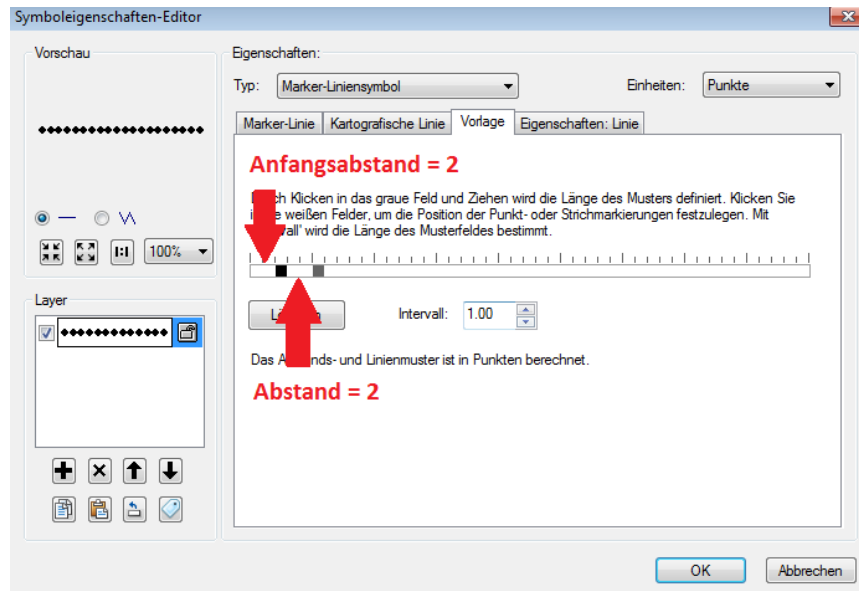 Symboleigenschaften-Editor
Vorschau
Eigenschaften:
Typ:
Marker-Liniensymbol
Einheiten:
Punkte
Marker-Linie
Kartografische Linie
Vorlage
Eigenschaften: Linie
Anfangsabstand = 2
Klicken in das graue Feld und Ziehen wird die Länge des Musters definiert. Klicken Sie
weißen Felder, um die Position der Punkt- oder Strichmarkierungen festzulegen. Mit
wird die Länge des Musterfeldes bestimmt.
1:1
100%
Layer
Intervall:
1.00
Das und Linienmuster ist in Punkten berechnet.
Abstand = 2
OK
Abbrechen